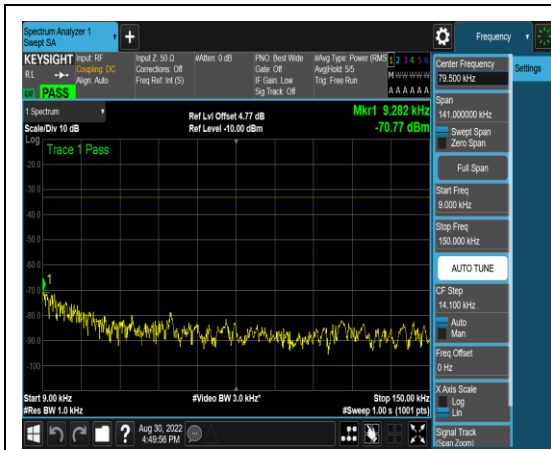 Spectrum Analyzer 1
Swept SA
+
Frequency
KEYSIGHT
RL
PASS
Input: RF
Coupling: DC
Align: Auto
Input Z: 50 Ω
Corrections: Off
Freq Ref: Int (S)
#Atten: 0 dB
PNO: Best Wide
Gate: Off
IF Gain: Low
Sig Track: Off
#Avg Type: Power (RMS
Avg|Hold: 5/5
Trig: Free Run
1 2 3 4 5 6
M W W W W W
A A A A A A
Center Frequency
79.500 kHz
Settings
Span
141.000000 kHz
Swept Span
Zero Span
Full Span
Start Freq
9.000 kHz
Stop Freq
150.000 kHz
AUTO TUNE
CF Step
14.100 kHz
Auto
Man
Freq Offset
0 Hz
X Axis Scale
Log
Lin
Signal Track
(Span Zoom)
1 Spectrum
Scale/Div 10 dB
Ref Lvl Offset 4.77 dB
Ref Level -10.00 dBm
Mkr1 9.282 kHz
-70.77 dBm
Log
Trace 1 Pass
-20.0
-30.0
-40.0
-50.0
-60.0
-70.0
-80.0
-90.0
-100
1
Start 9.00 kHz
#Res BW 1.0 kHz
#Video BW 3.0 kHz*
Stop 150.00 kHz
#Sweep 1.00 s (1001 pts)
?
Aug 30, 2022
4:49:56 PM